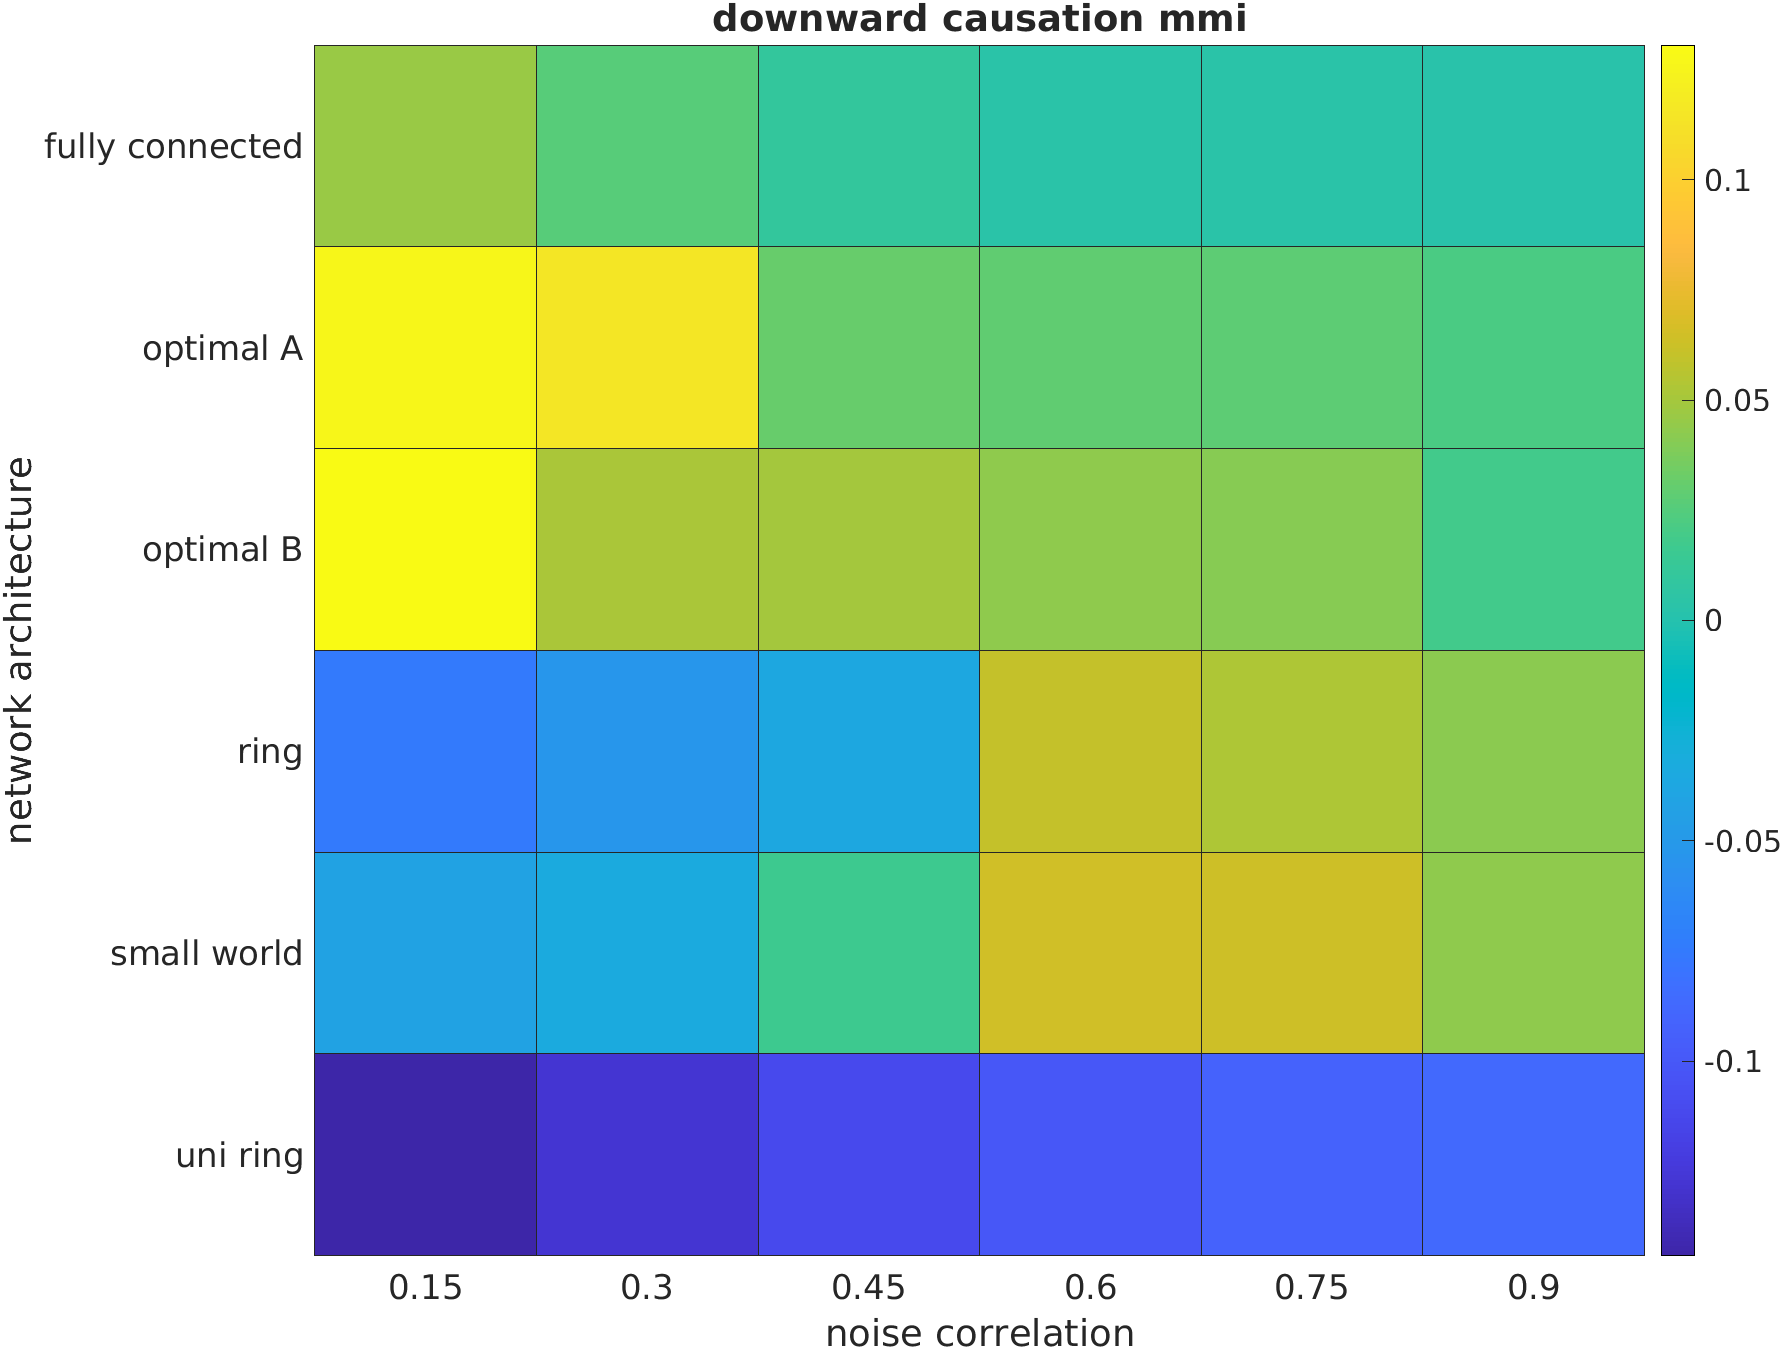 downward causation mmi
network architecture
fully connected
optimal A
optimal B
ring
small world
uni ring
0.15 0.3 0.45 0.6 0.75 0.9
noise correlation
0.1
0.05
0
-0.05
-0.1